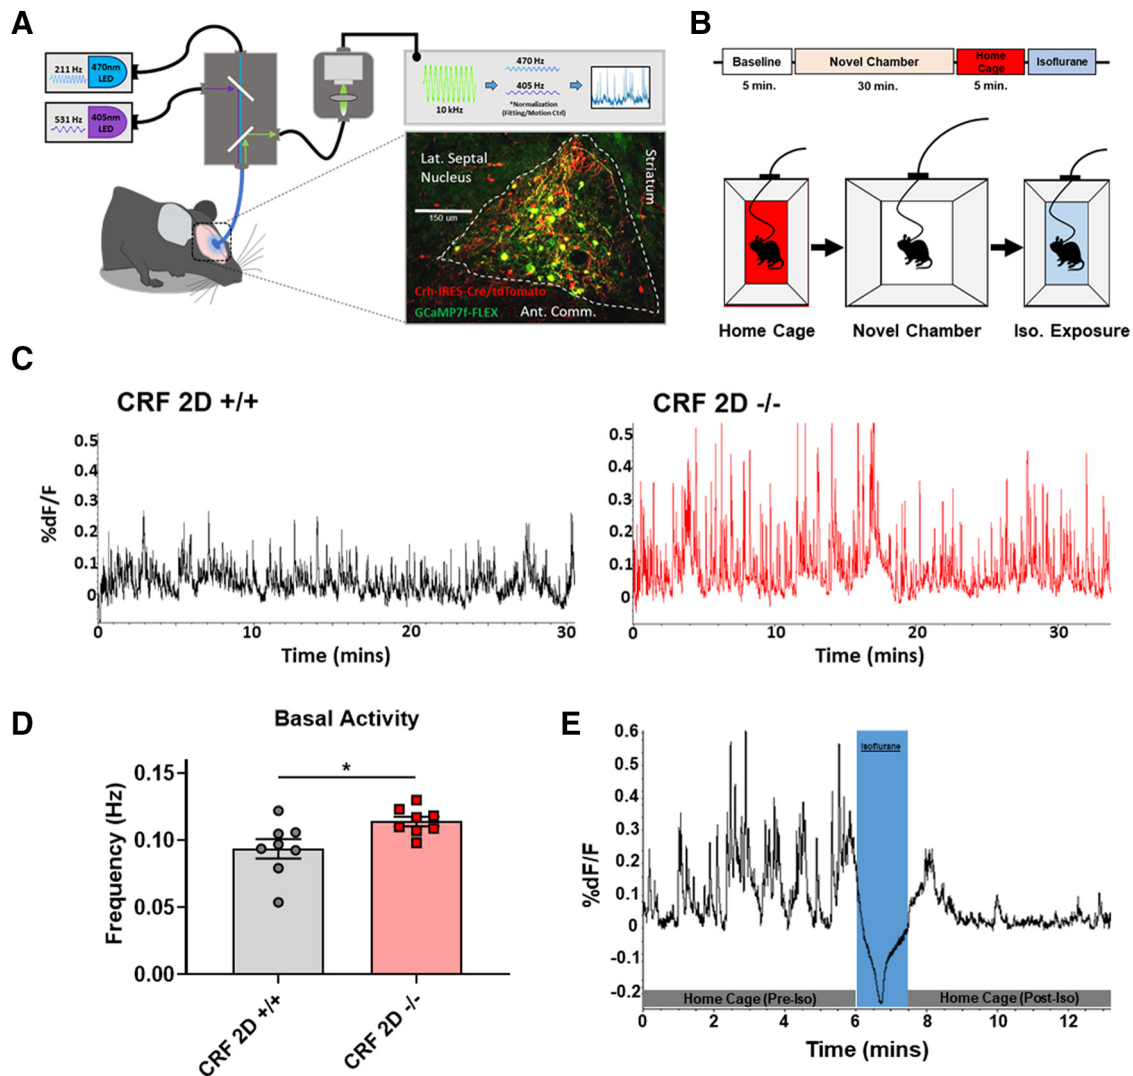 A
211 Hz
470nm
LED
531 Hz
405nm
LED
10 kHz
470 Hz
405 Hz
*Normalization
(Fitting/Motion Ctrl)
Lat. Septal
Nucleus
Striatum
150 um
Crh-IRES-Cre/tdTomato
GCaMP7f-FLEX
Ant. Comm.
B
Baseline
Novel Chamber
Home
Cage
Isoflurane
5 min.
30 min.
5 min.
Home Cage
Novel Chamber
Iso. Exposure
C
CRF 2D +/+
%dF/F
0.5
0.4
0.3
0.2
0.1
0
0
10
20
30
Time (mins)
CRF 2D -/-
0.5
0.4
0.3
0.2
0.1
0
0
10
20
30
Time (mins)
D
Basal Activity
*
Frequency (Hz)
0.15
0.10
0.05
0.00
CRF 2D +/+
CRF 2D -/-
E
%dF/F
0.6
0.5
0.4
0.3
0.2
0.1
0
-0.1
-0.2
Isoflurane
Home Cage (Pre-Iso)
Home Cage (Post-Iso)
0
2
4
6
8
10
12
Time (mins)